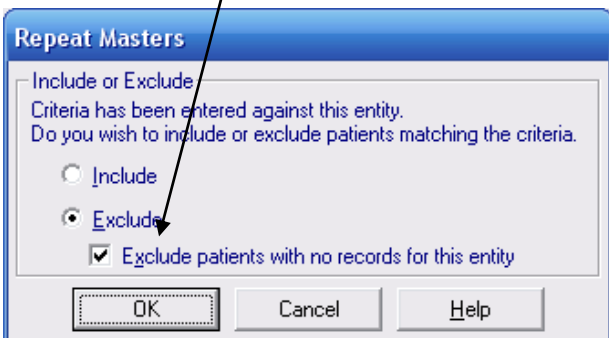 Repeat Masters
Include or Exclude
Criteria has been entered against this entity.
Do you wish to include or exclude patients matching the criteria.
Include
Exclude
Exclude patients with no records for this entity
OK Cancel Help